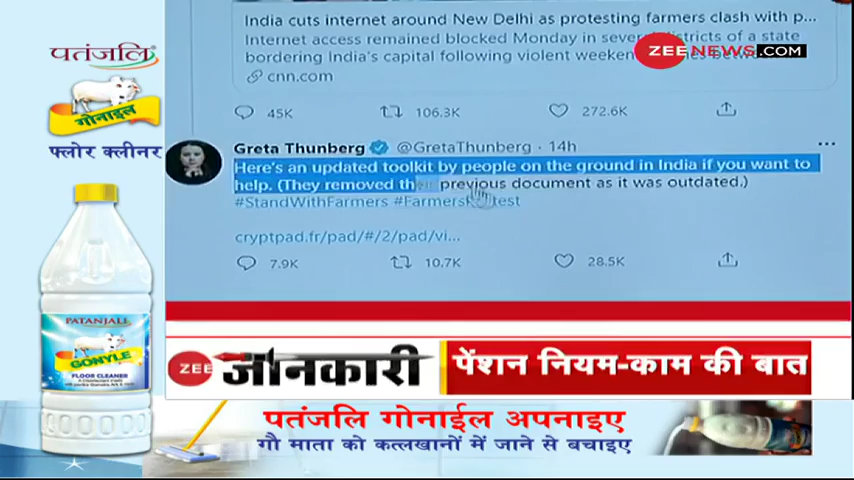 पतंजलि
गोनाईल
फ्लोर क्लीनर
India cuts internet around New Delhi as protesting farmers clash with p...
Internet access remained blocked Monday in several districts of a state
bordering India's capital following violent weekend
cnn.com
ZEENEWS.COM
45K 106.3K 272.6K
Greta Thunberg @GretaThunberg · 14h
Here's an updated toolkit by people on the ground in India if you want to
help. (They removed their previous document as it was outdated.)
#StandWithFarmers #FarmersProtest
cryptpad.fr/pad/#/2/pad/vi...
7.9K 10.7K 28.5K
PATANJALI
GONYLE
FLOOR CLEANER
ZEE जानकारी
पेंशन नियम-काम की बात
पतंजलि गोनाईल अपनाइए
गौ माता को कत्लखानों में जाने से बचाइए